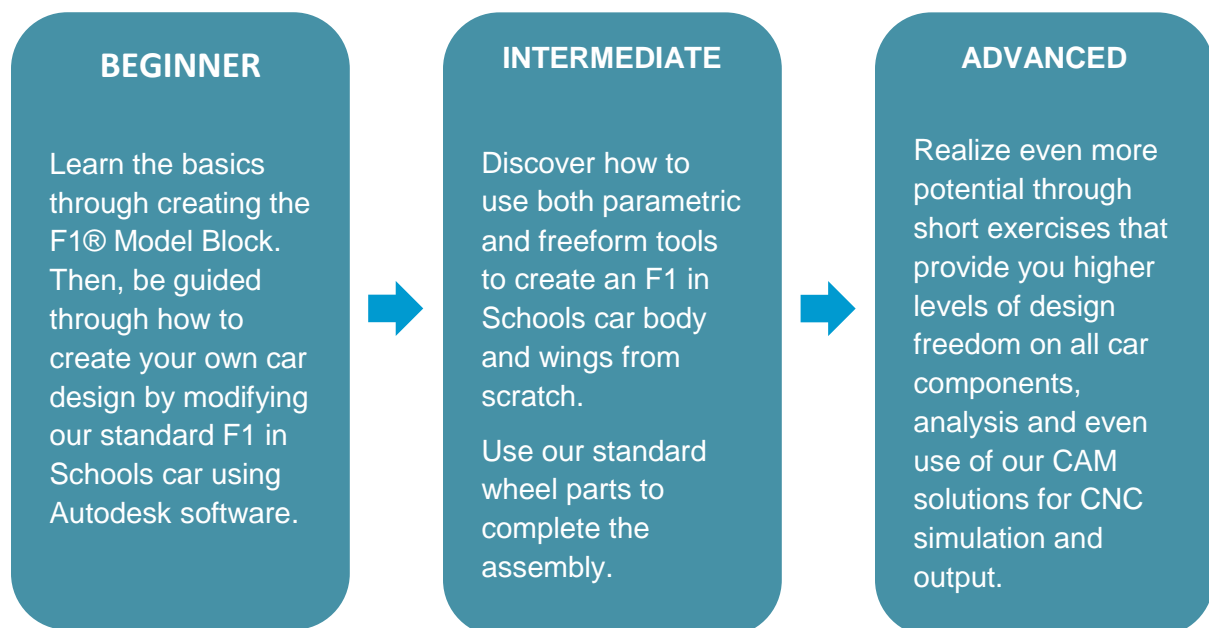 BEGINNER
Learn the basics
through creating the
F1® Model Block.
Then, be guided
through how to
create your own car
design by modifying
our standard F1 in
Schools car using
Autodesk software.
INTERMEDIATE
Discover how to
use both parametric
and freeform tools
to create an F1 in
Schools car body
and wings from
scratch.
Use our standard
wheel parts to
complete the
assembly.
ADVANCED
Realize even more
potential through
short exercises that
provide you higher
levels of design
freedom on all car
components,
analysis and even
use of our CAM
solutions for CNC
simulation and
output.